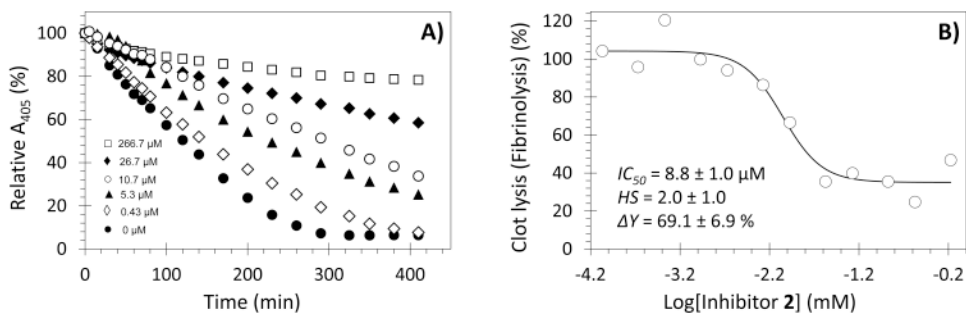 A)
Relative A405 (%)
100
80
60
40
20
0
266.7 µM
26.7 µM
10.7 µM
5.3 µM
0.43 µM
0 µM
0 100 200 300 400
Time (min)
B)
Clot lysis (Fibrinolysis) (%)
120
100
80
60
40
20
0
IC50 = 8.8 ± 1.0 µM
HS = 2.0 ± 1.0
ΔY = 69.1 ± 6.9 %
-4.2 -3.2 -2.2 -1.2 -0.2
Log[Inhibitor 2] (mM)